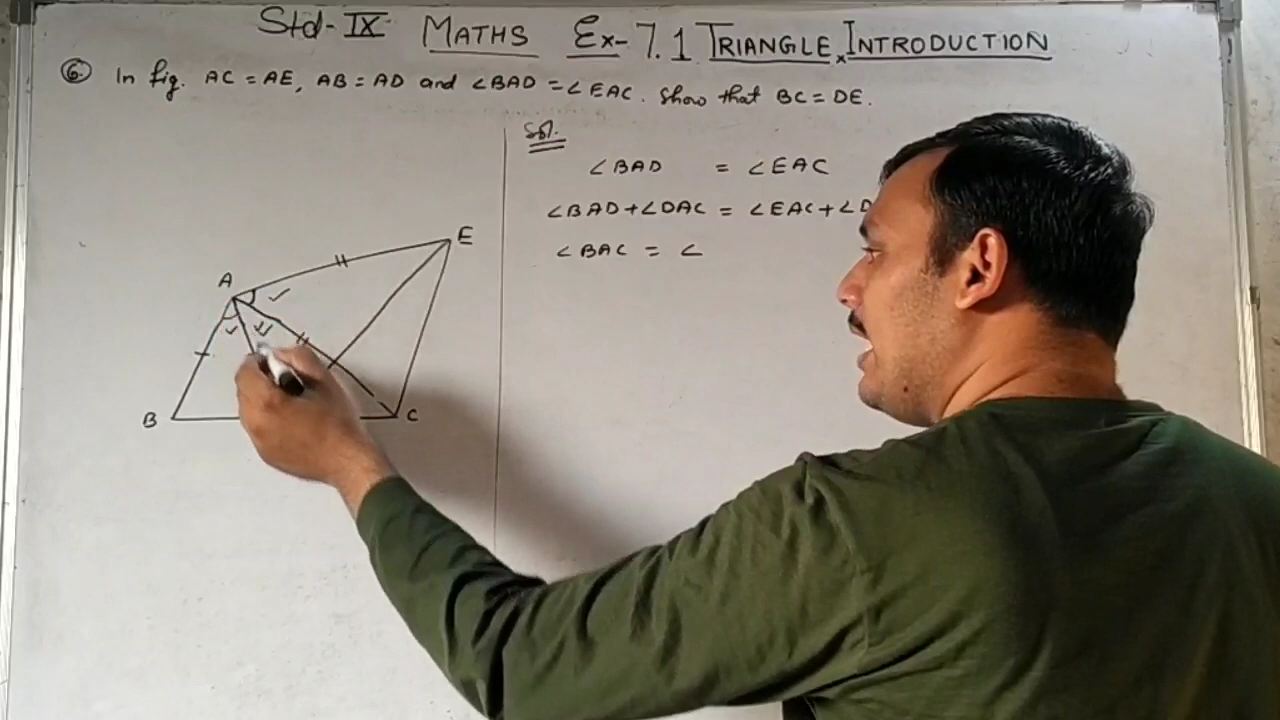 Std-IX MATHS Ex-7.1 TRIANGLE, INTRODUCTION
6. In fig. AC = AE, AB = AD and ∠BAD = ∠EAC. Show that BC = DE.
Sol.
∠BAD = ∠EAC
∠BAD+∠DAC = ∠EAC+∠D
∠BAC = ∠
E
A
B
C